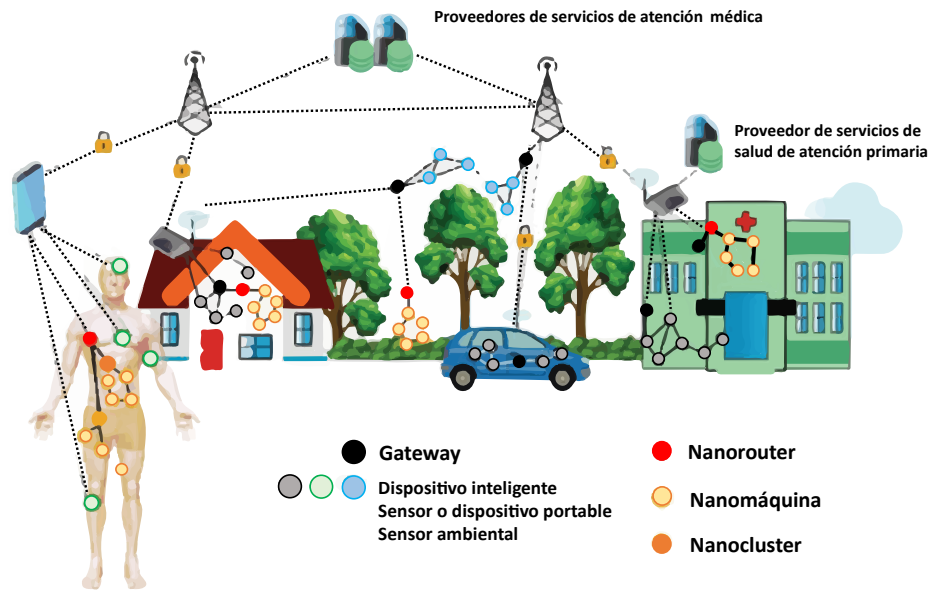 Proveedores de servicios de atención médica
Proveedor de servicios de
salud de atención primaria
Gateway
Dispositivo inteligente
Sensor o dispositivo portable
Sensor ambiental
Nanorouter
Nanomáquina
Nanocluster